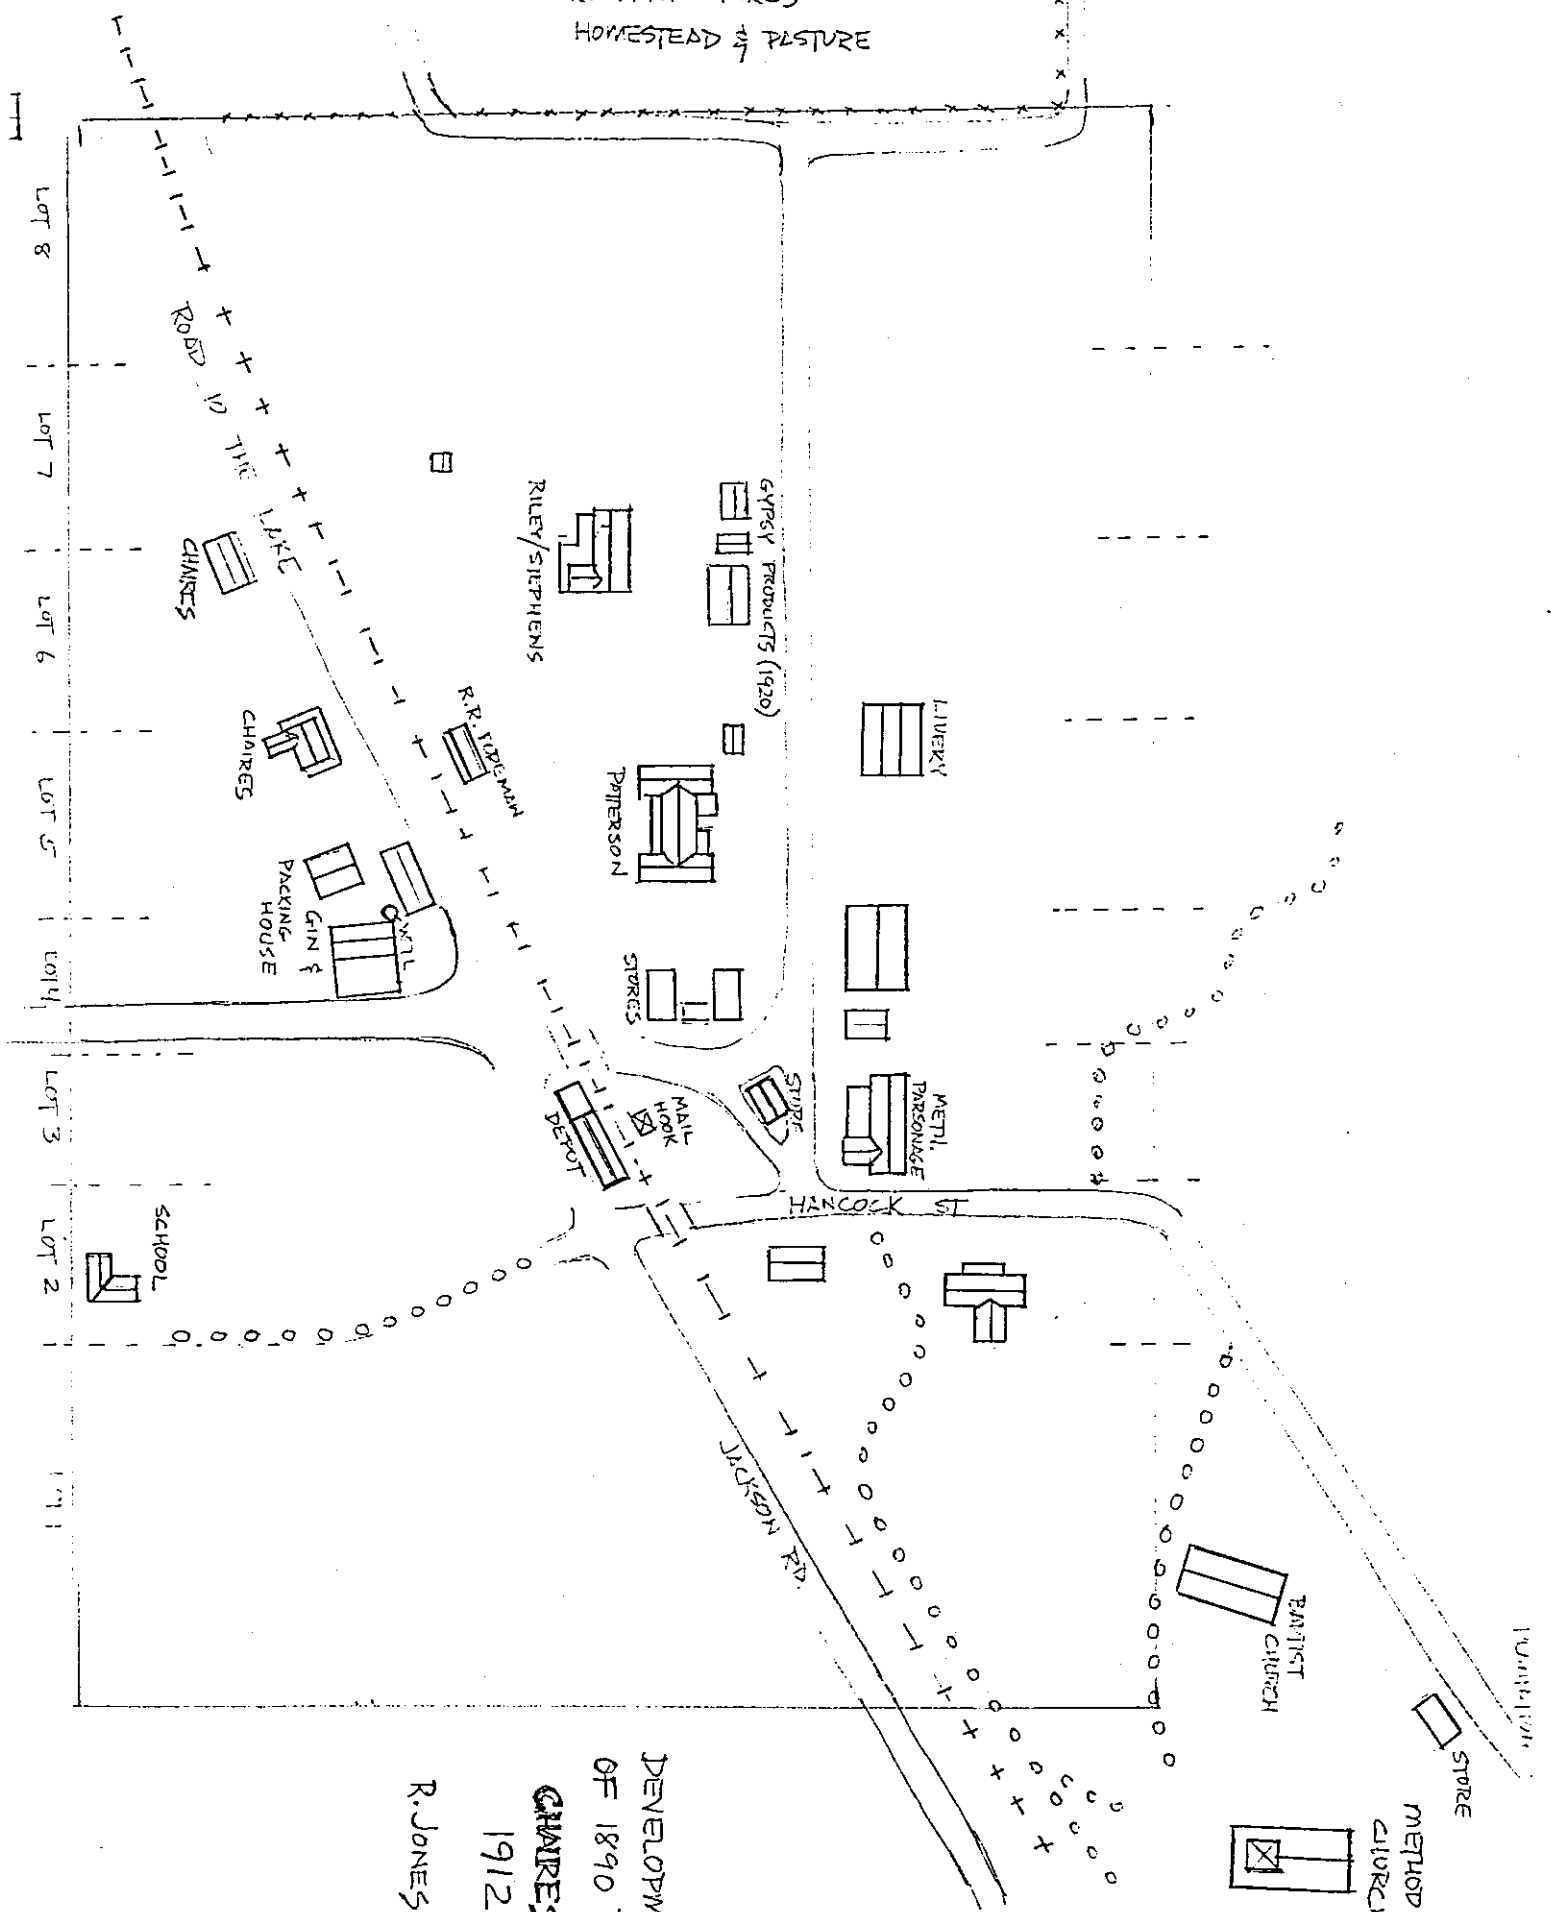 HOMESTEAD & PASTURE
LOT 8
LOT 7
LOT 6
LOT 5
LOT 4
LOT 3
LOT 2
ROAD TO THE LAKE
CHAIRES
CHAIRES
R.R. FOREMAN
RILEY/STEPHENS
GYPSY PRODUCTS (1920)
PATTERSON
LIVERY
PACKING
HOUSE
GIN &
WTL
STORES
STORE
METH.
PARSONAGE
MAIL
HOOK
DEPOT
HANCOCK ST
SCHOOL
JACKSON RD.
BAPTIST
CHURCH
STORE
METHOD
CHURCH
DEVELOPM
OF 1890
CHAIRES
1912
R. JONES